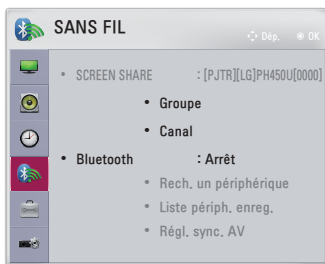 SANS FIL
Dép. OK
• SCREEN SHARE : [PJTR][LG]PH450U[0000]
• Groupe
• Canal
• Bluetooth : Arrêt
• Rech. un périphérique
• Liste périph. enreg.
• Régl. sync. AV